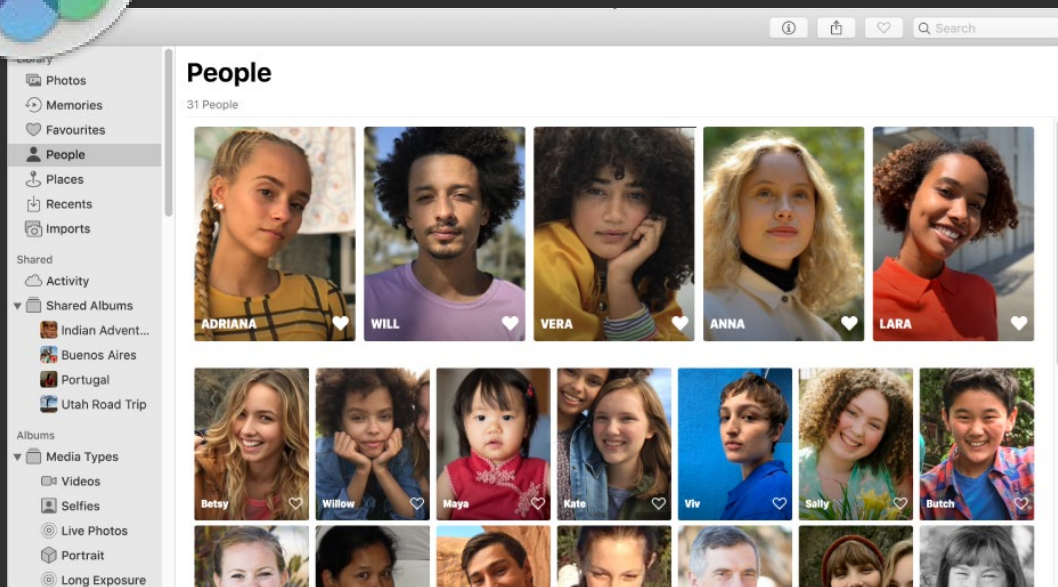 Search
Library
Photos
Memories
Favourites
People
Places
Recents
Imports
Shared
Activity
Shared Albums
Indian Advent...
Buenos Aires
Portugal
Utah Road Trip
Albums
Media Types
Videos
Selfies
Live Photos
Portrait
Long Exposure
People
31 People
ADRIANA
WILL
VERA
ANNA
LARA
Betsy
Willow
Maya
Kate
Viv
Sally
Butch